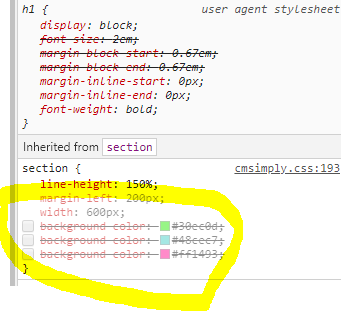 h1 { user agent stylesheet
display: block;
font-size: 2em;
margin-block-start: 0.67em;
margin-block-end: 0.67em;
margin-inline-start: 0px;
margin-inline-end: 0px;
font-weight: bold;
}
Inherited from section
section { cmsimply.css:193
line-height: 150%;
margin-left: 200px;
width: 600px;
background-color: #30ec0d;
background-color: #48cec7;
background-color: #ff1493;
}